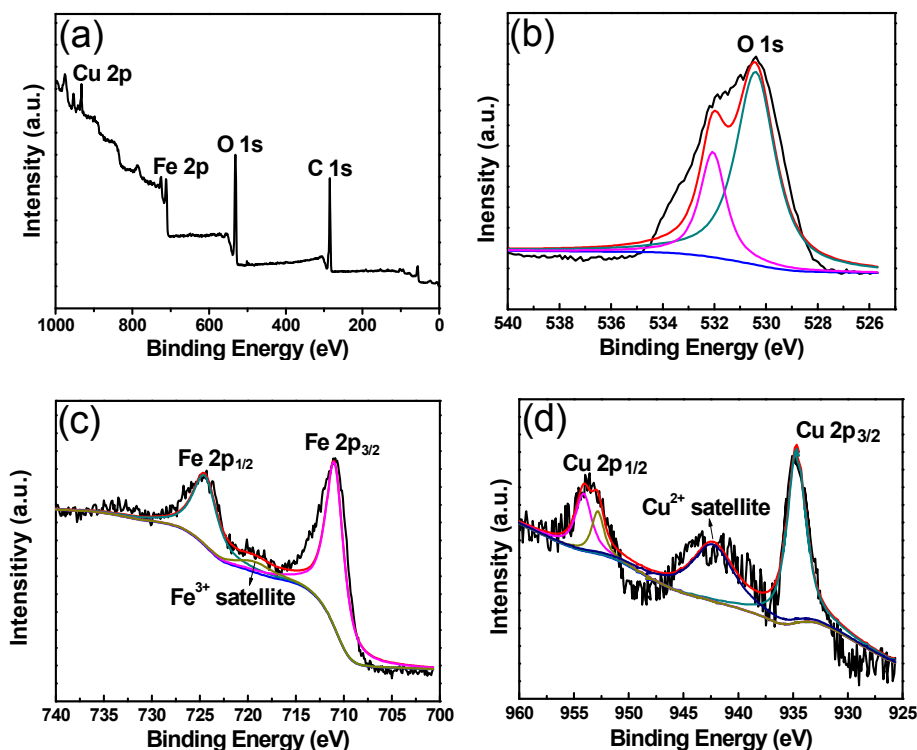 (a)
Cu 2p
Fe 2p
O 1s
C 1s
Intensity (a.u.)
1000 800 600 400 200 0
Binding Energy (eV)
(b)
O 1s
Inensity (a.u.)
540 538 536 534 532 530 528 526
Binding Energy (eV)
(c)
Fe 2p1/2
Fe 2p3/2
Fe3+ satellite
Intensitivy (a.u.)
740 735 730 725 720 715 710 705 700
Binding Energy (eV)
(d)
Cu 2p3/2
Cu 2p1/2
Cu2+ satellite
Intensity (a.u.)
960 955 950 945 940 935 930 925
Binding Energy (eV)